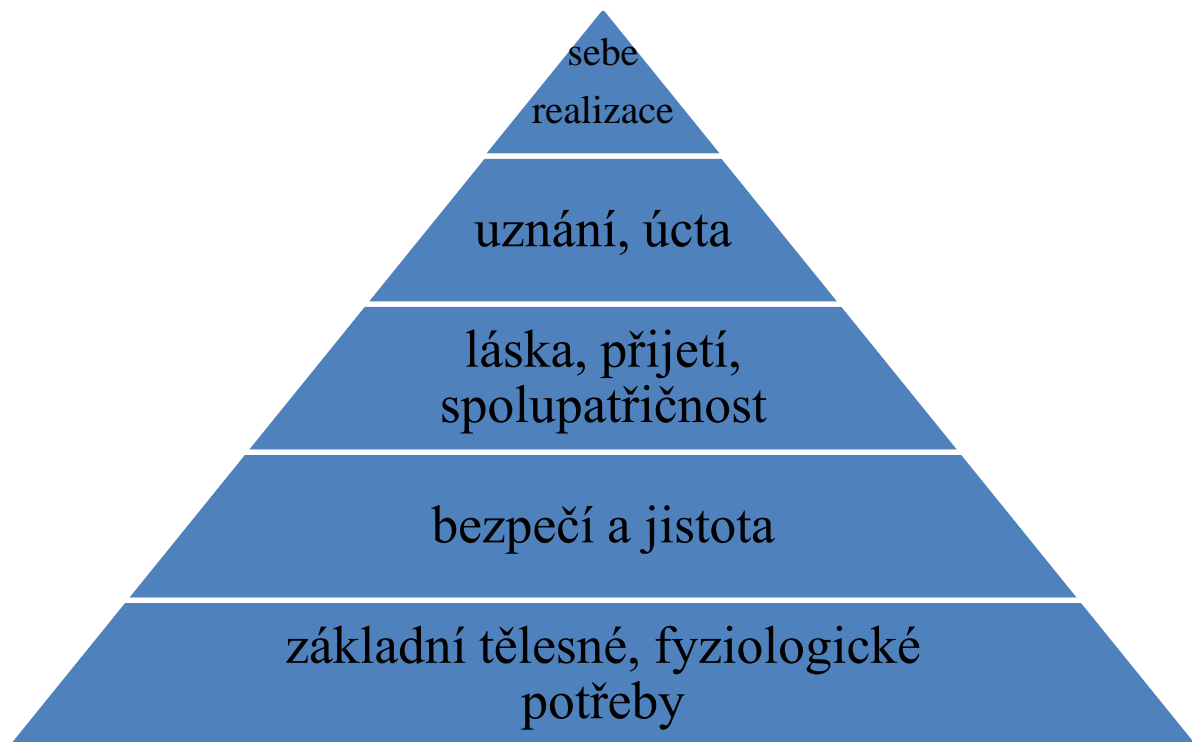 sebe
realizace
uznání, úcta
láska, přijetí,
spolupatřičnost
bezpečí a jistota
základní tělesné, fyziologické
potřeby